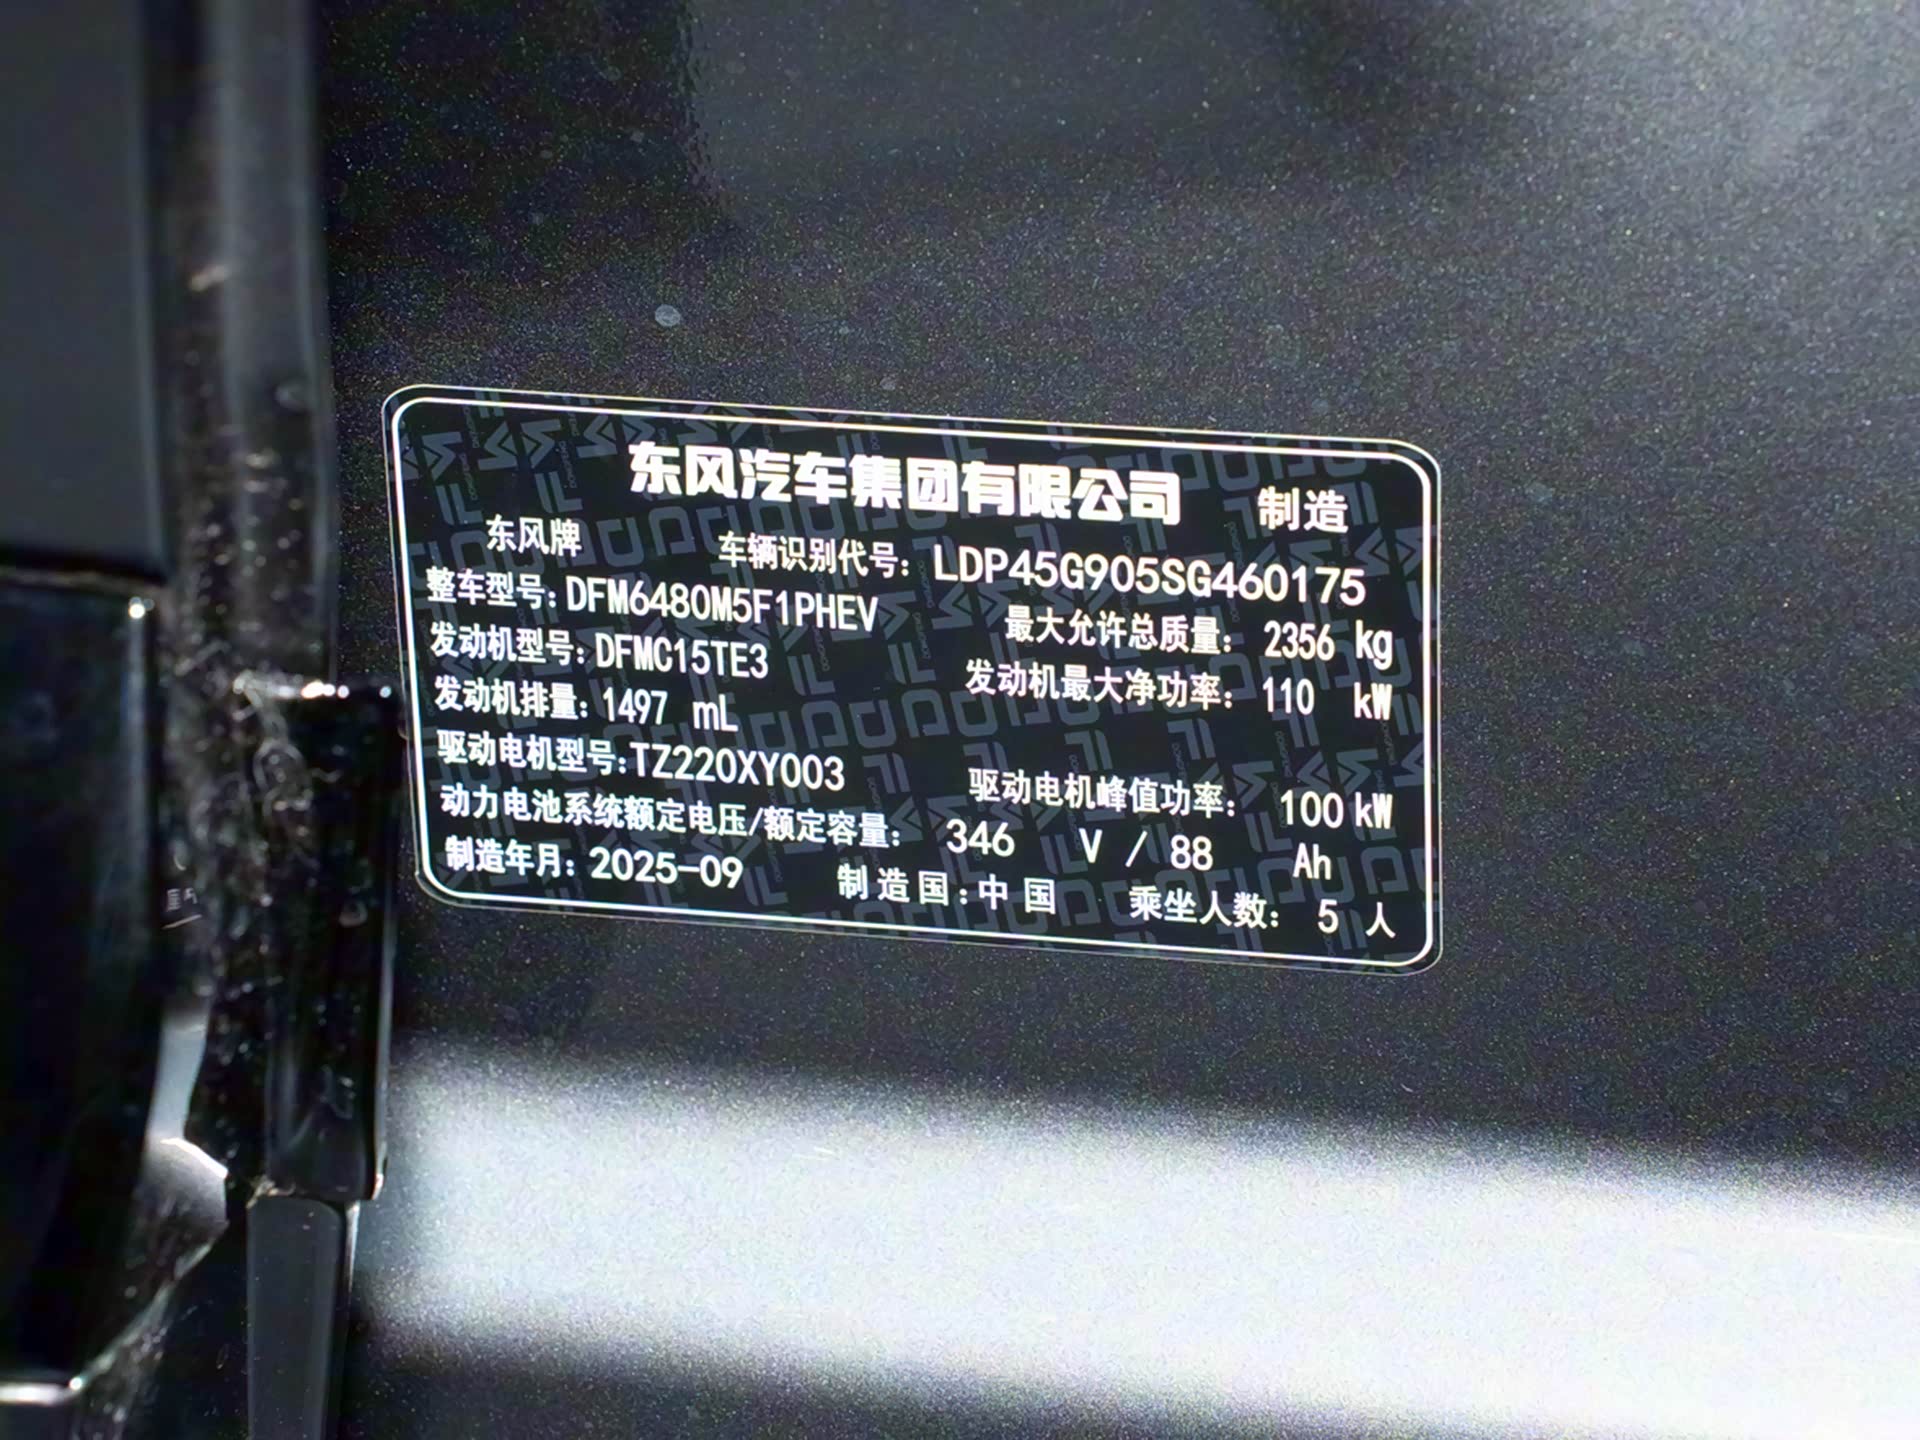 东风汽车集团有限公司 制造
东风牌 车辆识别代号: LDP45G905SG460175
整车型号: DFM6480M5F1PHEV 最大允许总质量: 2356 kg
发动机型号: DFMC15TE3 发动机最大净功率: 110 kW
发动机排量: 1497 mL
驱动电机型号: TZ220XY003 驱动电机峰值功率: 100 kW
动力电池系统额定电压/额定容量: 346 V / 88 Ah
制造年月: 2025-09 制造国: 中国 乘坐人数: 5 人